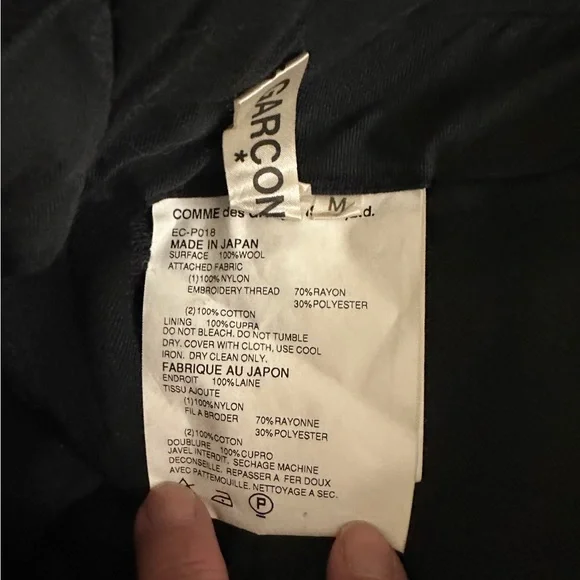 GARÇON
*
M
COMME des
EC-P018
MADE IN JAPAN
SURFACE 100%WOOL
ATTACHED FABRIC
(1)100%NYLON
EMBROIDERY THREAD 70%RAYON
30%POLYESTER
(2)100%COTTON
LINING 100%CUPRA
DO NOT BLEACH. DO NOT TUMBLE
DRY. COVER WITH CLOTH, USE COOL
IRON. DRY CLEAN ONLY.
FABRIQUE AU JAPON
ENDROIT 100%LAINE
TISSU AJOUTE
(1)100%NYLON
FIL A BRODER 70%RAYONNE
30%POLYESTER
(2)100%COTON
DOUBLURE 100%CUPRO
JAVEL INTERDIT. SECHAGE MACHINE
DECONSEILLE. REPASSER A FER DOUX
AVEC PATTEMOUILLE. NETTOYAGE A SEC.
P